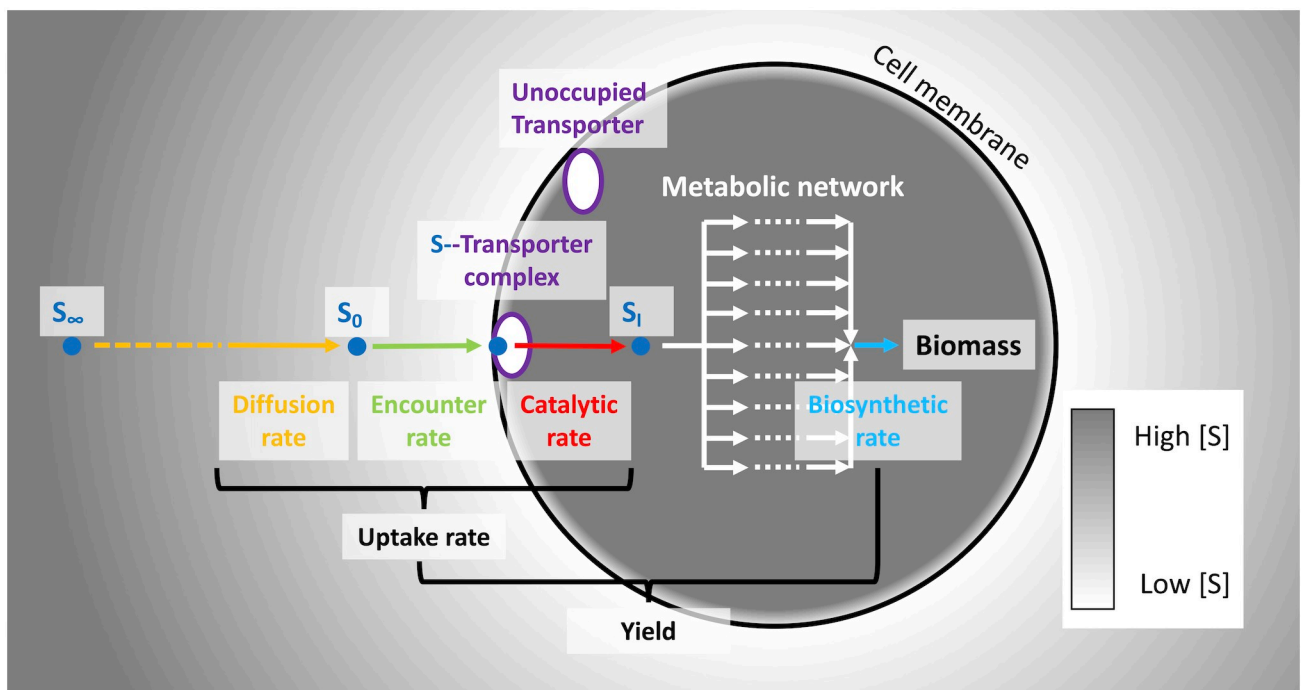 Cell membrane
Unoccupied
Transporter
Metabolic network
S--Transporter
complex
S∞
S₀
Sᵢ
Biomass
Diffusion
rate
Encounter
rate
Catalytic
rate
Biosynthetic
rate
High [S]
Low [S]
Uptake rate
Yield